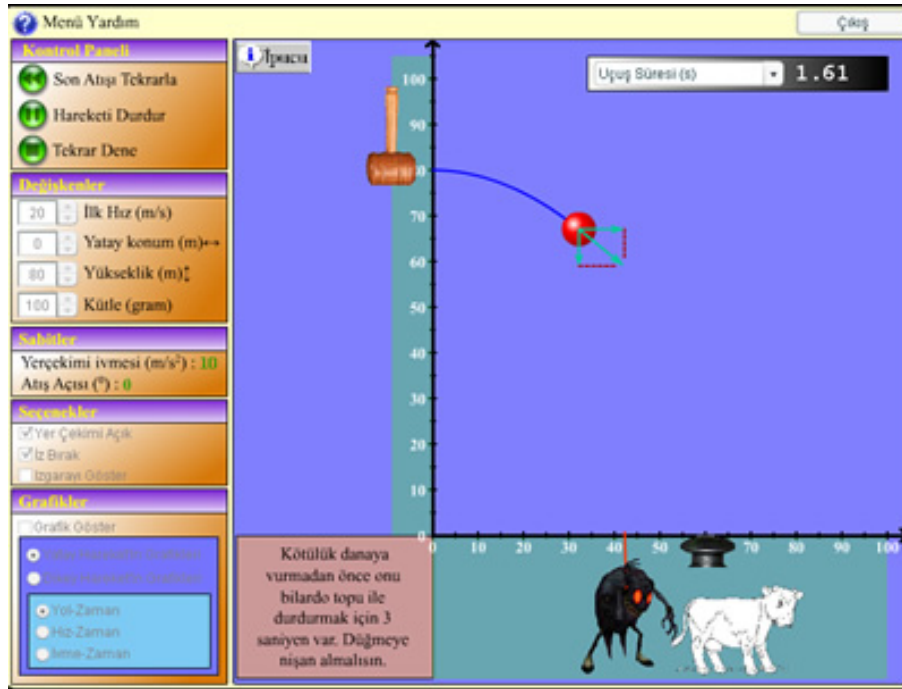 Menü Yardım
Çıkış
Kontrol Paneli
Son Atışı Tekrarla
Hareketi Durdur
Tekrar Dene
Değişkenler
20 İlk Hız (m/s)
0 Yatay konum (m)↔
80 Yükseklik (m)↕
100 Kütle (gram)
Sabitler
Yerçekimi ivmesi (m/s²) : 10
Atış Açısı (⁰) : 0
Seçenekler
Yer Çekimi Açık
İz Bırak
Izgarayı Göster
Grafikler
Grafik Göster
Yol-Zaman
Hız-Zaman
İvme-Zaman
İpucu
Uçuş Süresi (s) 1.61
100
90
80
70
60
50
40
30
20
10
0
0 10 20 30 40 50 60 70 80 90 100
Kötülük danaya
vurmadan önce onu
bilardo topu ile
durdurmak için 3
saniyen var. Düğmeye
nişan almalısın.